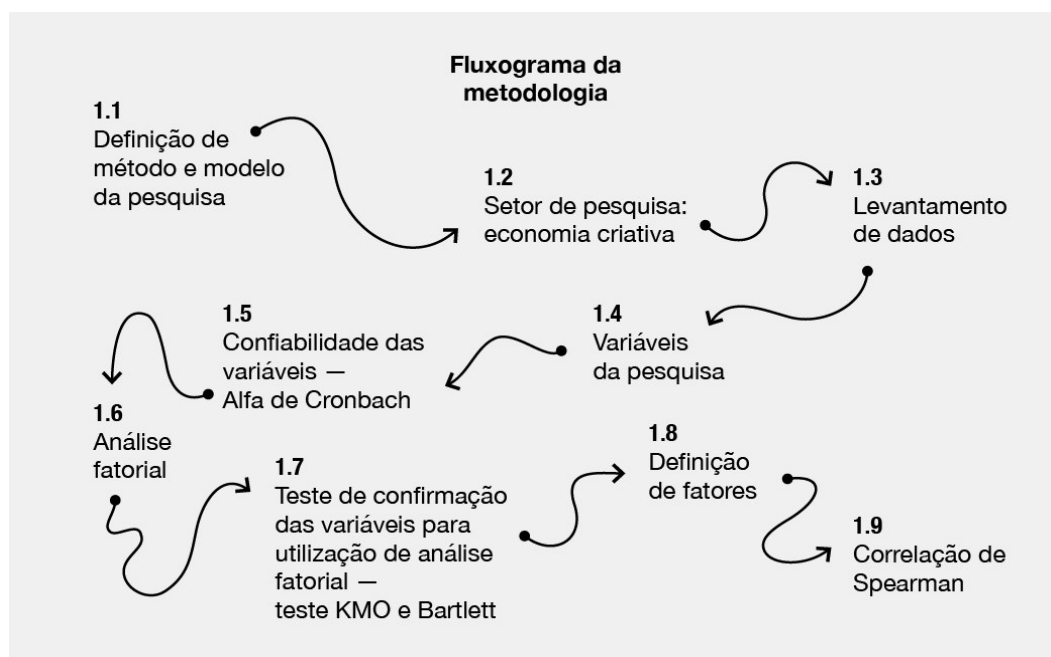 Fluxograma da
metodologia
1.1
Definição de
método e modelo
da pesquisa
1.2
Setor de pesquisa:
economia criativa
1.3
Levantamento
de dados
1.4
Variáveis
da pesquisa
1.5
Confiabilidade das
variáveis —
Alfa de Cronbach
1.6
Análise
fatorial
1.7
Teste de confirmação
das variáveis para
utilização de análise
fatorial —
teste KMO e Bartlett
1.8
Definição
de fatores
1.9
Correlação de
Spearman